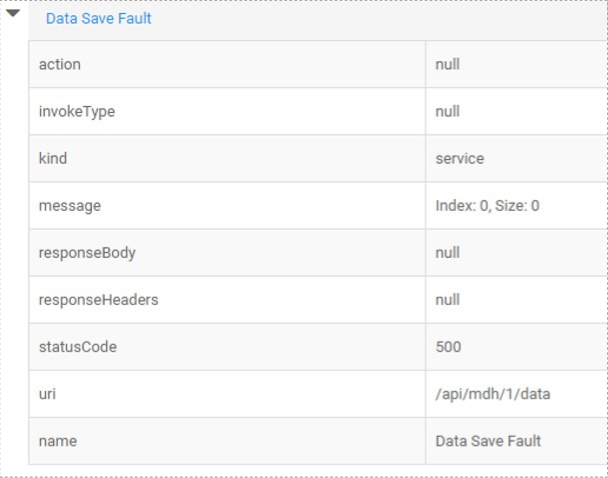 Data Save Fault
action null
invokeType null
kind service
message Index: 0, Size: 0
responseBody null
responseHeaders null
statusCode 500
uri /api/mdh/1/data
name Data Save Fault